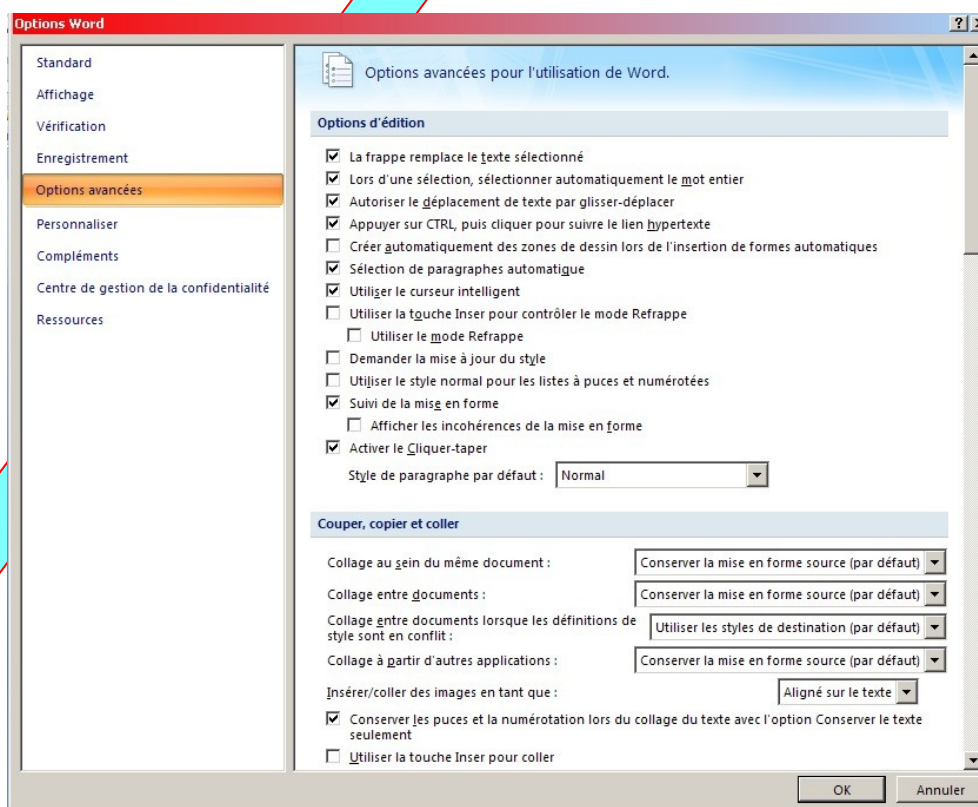 Options Word
Standard
Affichage
Vérification
Enregistrement
Options avancées
Personnaliser
Compléments
Centre de gestion de la confidentialité
Ressources
Options avancées pour l'utilisation de Word.
Options d'édition
La frappe remplace le texte sélectionné
Lors d'une sélection, sélectionner automatiquement le mot entier
Autoriser le déplacement de texte par glisser-déplacer
Appuyer sur CTRL, puis cliquer pour suivre le lien hypertexte
Créer automatiquement des zones de dessin lors de l'insertion de formes automatiques
Sélection de paragraphes automatique
Utiliser le curseur intelligent
Utiliser la touche Inser pour contrôler le mode Refrappe
Utiliser le mode Refrappe
Demander la mise à jour du style
Utiliser le style normal pour les listes à puces et numérotées
Suivi de la mise en forme
Afficher les incohérences de la mise en forme
Activer le Cliquer-taper
Style de paragraphe par défaut : Normal
Couper, copier et coller
Collage au sein du même document : Conserver la mise en forme source (par défaut)
Collage entre documents : Conserver la mise en forme source (par défaut)
Collage entre documents lorsque les définitions de
style sont en conflit : Utiliser les styles de destination (par défaut)
Collage à partir d'autres applications : Conserver la mise en forme source (par défaut)
Insérer/coller des images en tant que : Aligné sur le texte
Conserver les puces et la numérotation lors du collage du texte avec l'option Conserver le texte
seulement
Utiliser la touche Inser pour coller
OK Annuler